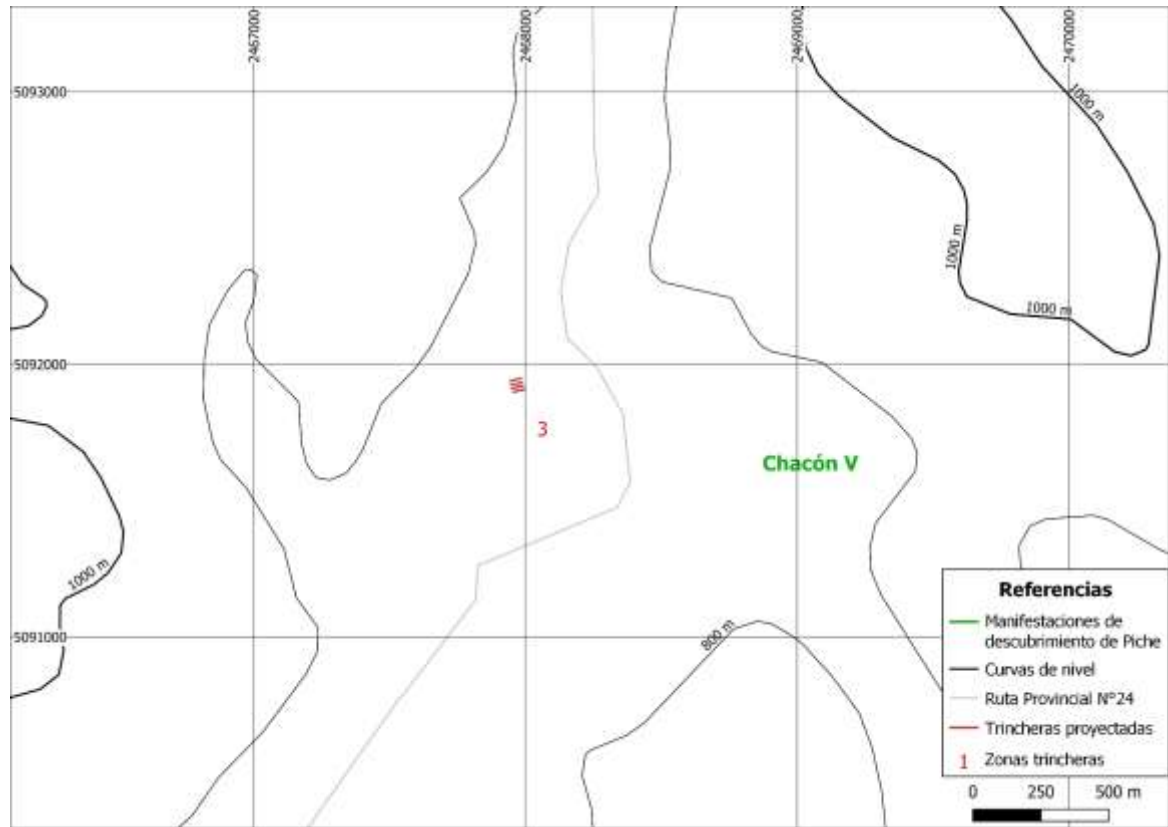 2467000
2468000
2469000
2470000
5093000
1000 m
1000 m
1000 m
5092000
3
Chacón V
1000 m
5091000
800 m
Referencias
Manifestaciones de
descubrimiento de Piche
Curvas de nivel
Ruta Provincial N°24
Trincheras proyectadas
1 Zonas trincheras
0 250 500 m